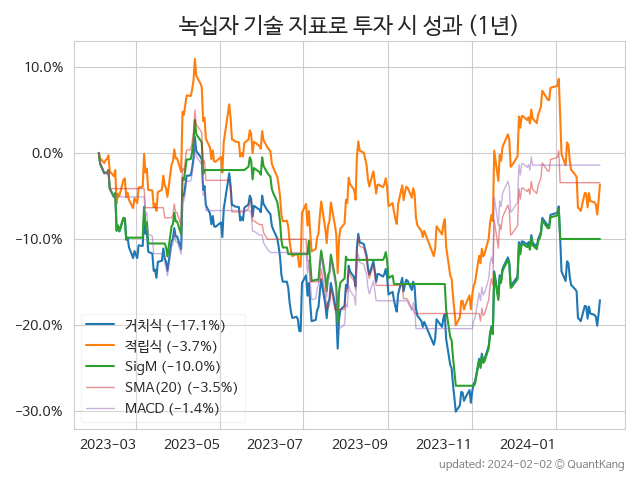 녹십자 기술 지표로 투자 시 성과 (1년)
10.0%
0.0%
−10.0%
−20.0%
−30.0%
거치식 (−17.1%)
적립식 (−3.7%)
SigM (−10.0%)
SMA(20) (−3.5%)
MACD (−1.4%)
2023−03
2023−05
2023−07
2023−09
2023−11
2024−01
updated: 2024−02−02 © QuantKang